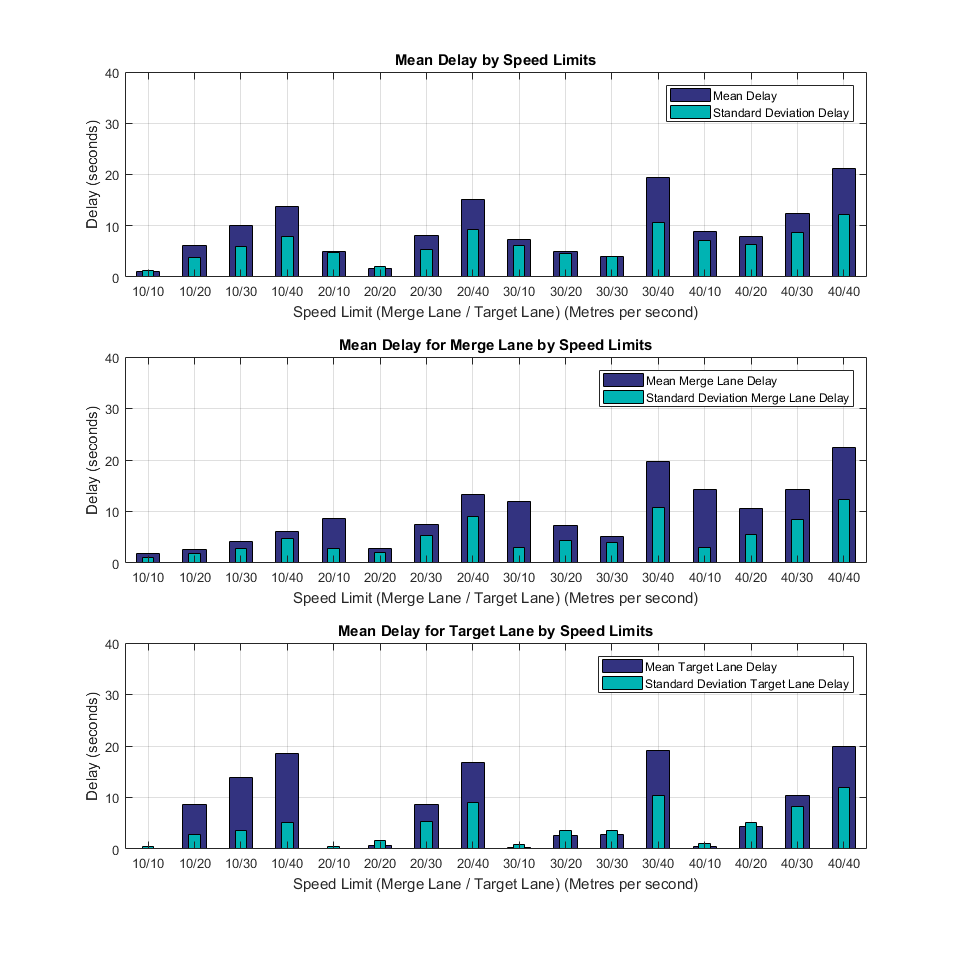 Mean Delay by Speed Limits
40
30
20
10
0
Delay (seconds)
Mean Delay
Standard Deviation Delay
10/10 10/20 10/30 10/40 20/10 20/20 20/30 20/40 30/10 30/20 30/30 30/40 40/10 40/20 40/30 40/40
Speed Limit (Merge Lane / Target Lane) (Metres per second)
Mean Delay for Merge Lane by Speed Limits
40
30
20
10
0
Delay (seconds)
Mean Merge Lane Delay
Standard Deviation Merge Lane Delay
10/10 10/20 10/30 10/40 20/10 20/20 20/30 20/40 30/10 30/20 30/30 30/40 40/10 40/20 40/30 40/40
Speed Limit (Merge Lane / Target Lane) (Metres per second)
Mean Delay for Target Lane by Speed Limits
40
30
20
10
0
Delay (seconds)
Mean Target Lane Delay
Standard Deviation Target Lane Delay
10/10 10/20 10/30 10/40 20/10 20/20 20/30 20/40 30/10 30/20 30/30 30/40 40/10 40/20 40/30 40/40
Speed Limit (Merge Lane / Target Lane) (Metres per second)